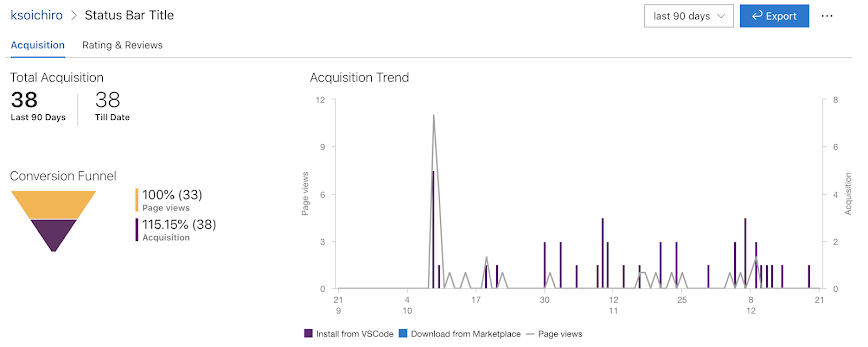 ksoichiro > Status Bar Title
last 90 days
Export
...
Acquisition
Rating & Reviews
Total Acquisition
38
Last 90 Days
38
Till Date
Conversion Funnel
100% (33)
Page views
115.15% (38)
Acquisition
Acquisition Trend
12
9
6
3
0
Page views
8
6
4
2
0
Acquisition
21 4 17 30 12 25 8 21
9 10 11 12
Install from VSCode Download from Marketplace Page views